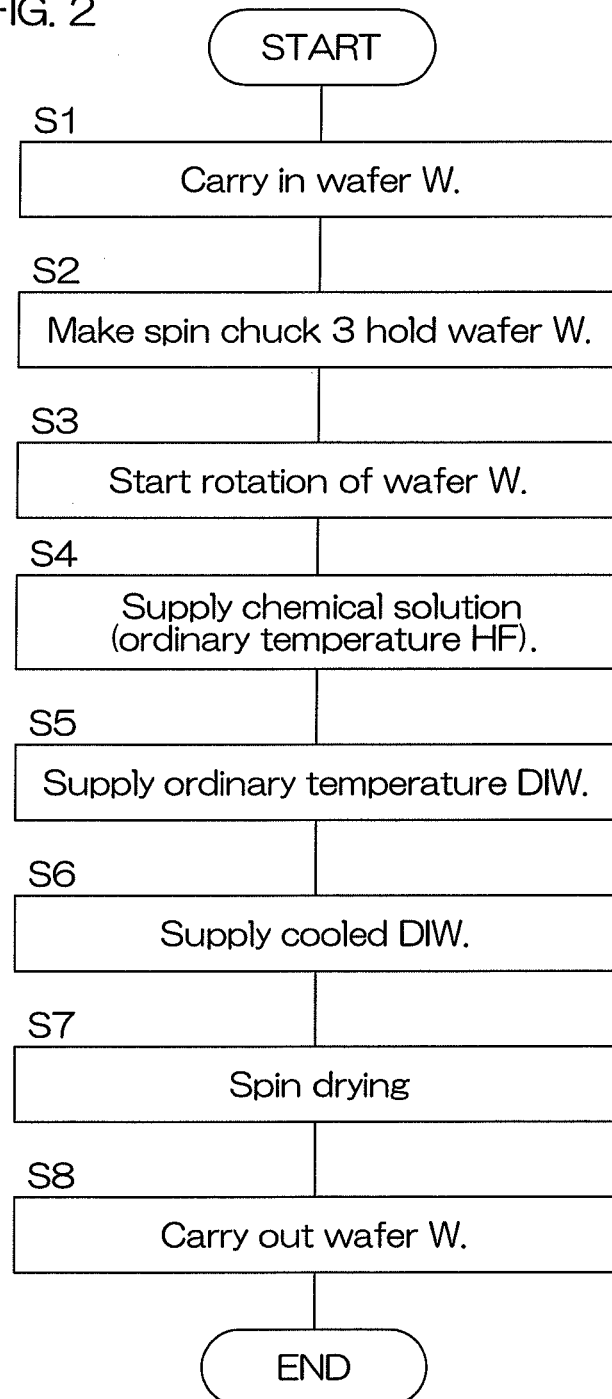 FIG. 2
START
S1
Carry in wafer W.
S2
Make spin chuck 3 hold wafer W.
S3
Start rotation of wafer W.
S4
Supply chemical solution
(ordinary temperature HF).
S5
Supply ordinary temperature DIW.
S6
Supply cooled DIW.
S7
Spin drying
S8
Carry out wafer W.
END